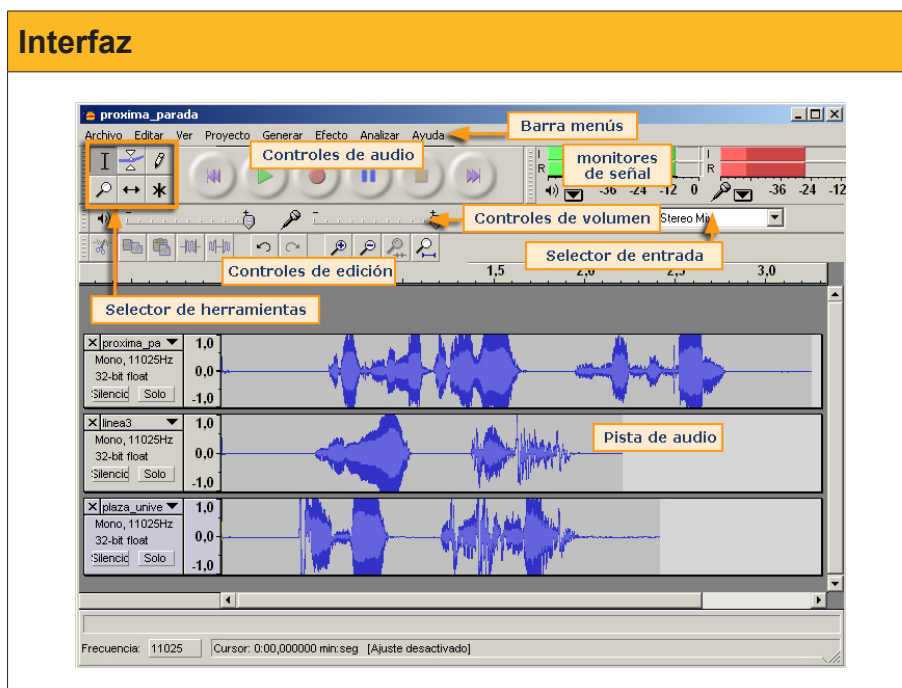 Interfaz
proxima_parada
Archivo Editar Ver Proyecto Generar Efecto Analizar Ayuda
Barra menús
Controles de audio
monitores
de señal
I
R
-36 -24 -12 0
I
R
-36 -24 -12
Controles de volumen
Stereo Mix
Selector de entrada
Controles de edición
1,5 2,0 2,5 3,0
Selector de herramientas
proxima_pa
Mono, 11025Hz
32-bit float
Silencic Solo
1,0
0,0
-1,0
linea3
Mono, 11025Hz
32-bit float
Silencic Solo
1,0
0,0
-1,0
Pista de audio
plaza_unive
Mono, 11025Hz
32-bit float
Silencic Solo
1,0
0,0
-1,0
Frecuencia: 11025 Cursor: 0:00,000000 min:seg [Ajuste desactivado]